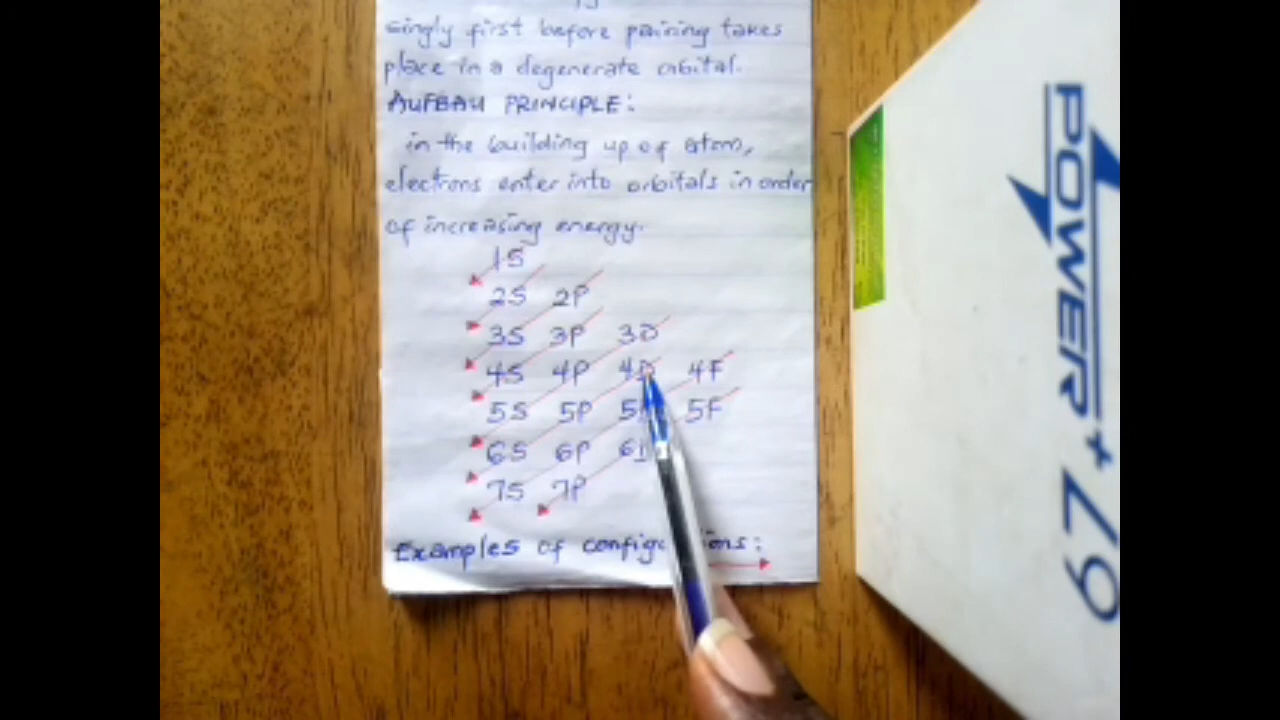 singly first before pairing takes
place in a degenerate orbital.
AUFBAU PRINCIPLE:
in the building up of atom,
electrons enter into orbitals in order
of increasing energy.
1S
2S 2P
3S 3P 3D
4S 4P 4D 4F
5S 5P 5F
6S 6P
7S 7P
Examples of
POWER+ L9